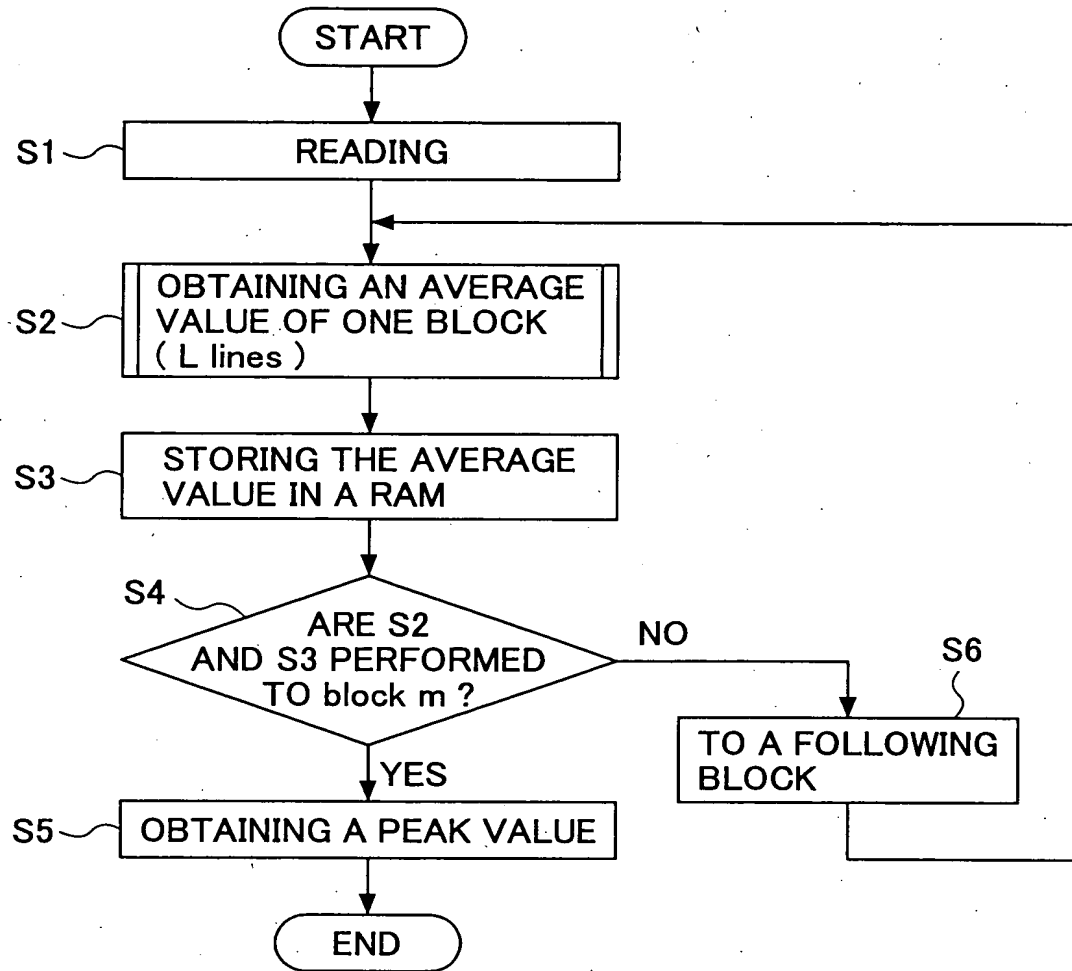 START
S1
READING
S2
OBTAINING AN AVERAGE
VALUE OF ONE BLOCK
( L lines )
S3
STORING THE AVERAGE
VALUE IN A RAM
S4
ARE S2
AND S3 PERFORMED
TO block m ?
NO
S6
TO A FOLLOWING
BLOCK
YES
S5
OBTAINING A PEAK VALUE
END